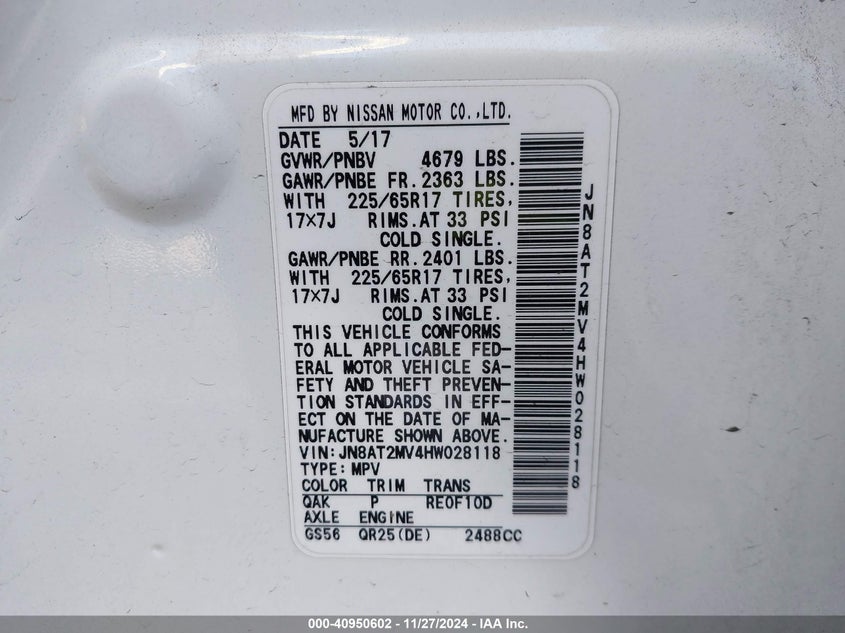 MFD BY NISSAN MOTOR CO.,LTD.
DATE 5/17
GVWR/PNBV 4679 LBS.
GAWR/PNBE FR. 2363 LBS.
WITH 225/65R17 TIRES,
17×7J RIMS.AT 33 PSI
COLD SINGLE.
GAWR/PNBE RR. 2401 LBS.
WITH 225/65R17 TIRES,
17×7J RIMS.AT 33 PSI
COLD SINGLE.
THIS VEHICLE CONFORMS
TO ALL APPLICABLE FED-
ERAL MOTOR VEHICLE SA-
FETY AND THEFT PREVEN-
TION STANDARDS IN EFF-
ECT ON THE DATE OF MA-
NUFACTURE SHOWN ABOVE.
VIN:JN8AT2MV4HW028118
TYPE:MPV
COLOR TRIM TRANS
QAK P RE0F10D
AXLE ENGINE
GS56 QR25(DE) 2488CC
JN8AT2MV4HW028118
000-40950602 - 11/27/2024 - IAA Inc.